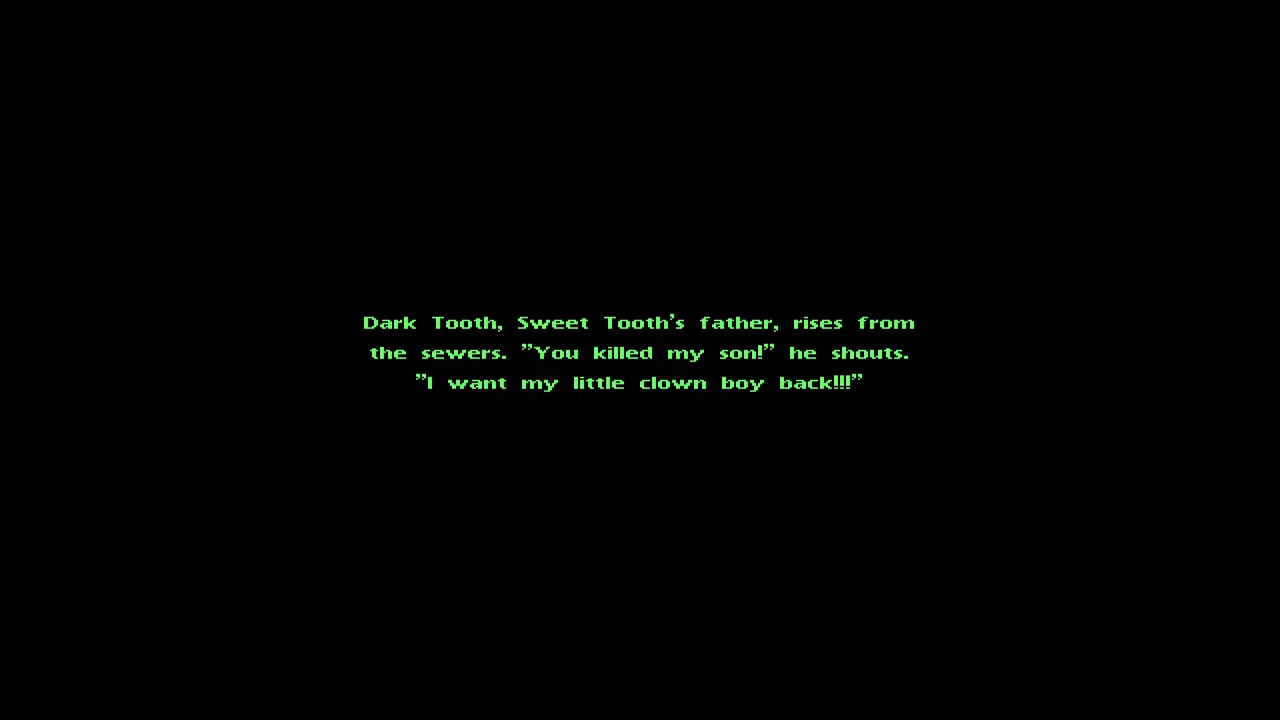 Dark Tooth, Sweet Tooth's father, rises from
the sewers. ”You killed my son!” he shouts.
”I want my little clown boy back!!!”